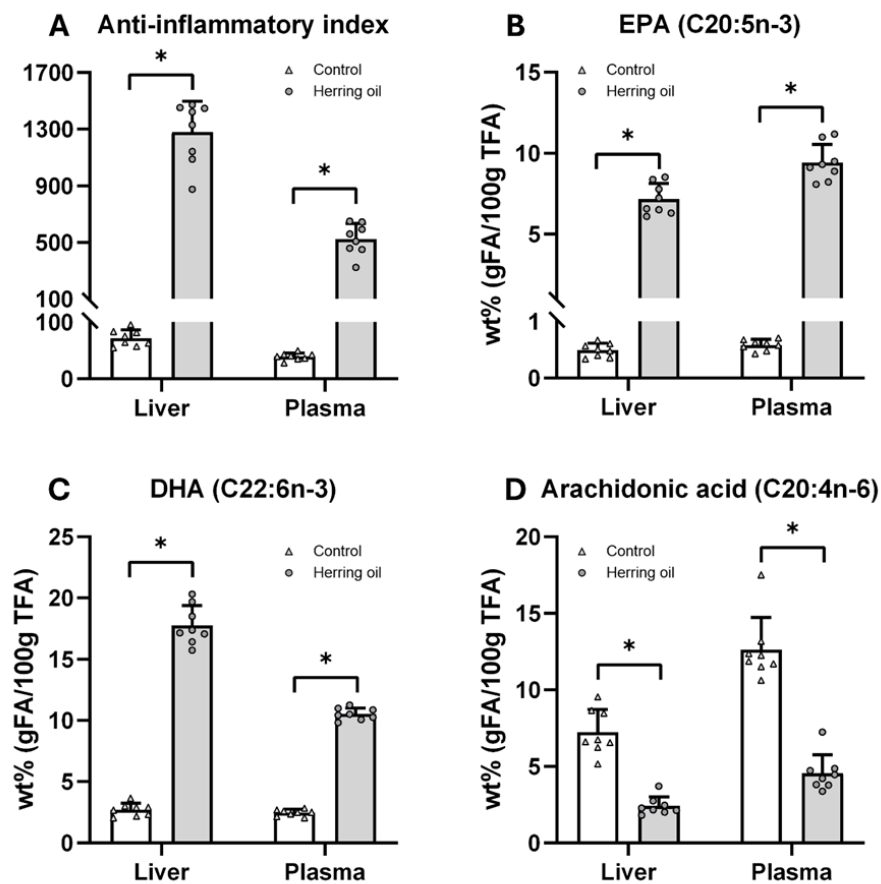 A Anti-inflammatory index
1700
1300
900
500
100
100
0
*
*
Control
Herring oil
Liver Plasma
B EPA (C20:5n-3)
wt% (gFA/100g TFA)
15
10
5
1
0
*
*
Control
Herring oil
Liver Plasma
C DHA (C22:6n-3)
wt% (gFA/100g TFA)
25
20
15
10
5
0
*
*
Control
Herring oil
Liver Plasma
D Arachidonic acid (C20:4n-6)
wt% (gFA/100g TFA)
20
15
10
5
0
*
*
Control
Herring oil
Liver Plasma